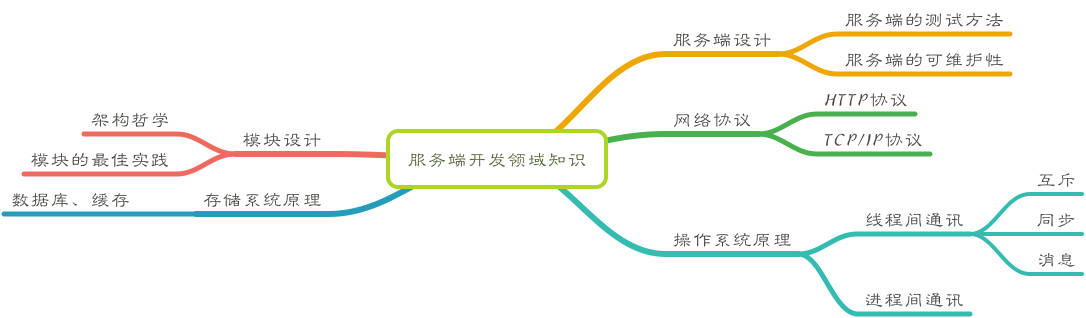 服务端开发领域知识
服务端设计
服务端的测试方法
服务端的可维护性
网络协议
HTTP协议
TCP/IP协议
操作系统原理
线程间通讯
互斥
同步
消息
进程间通讯
模块设计
架构哲学
模块的最佳实践
存储系统原理
数据库、缓存